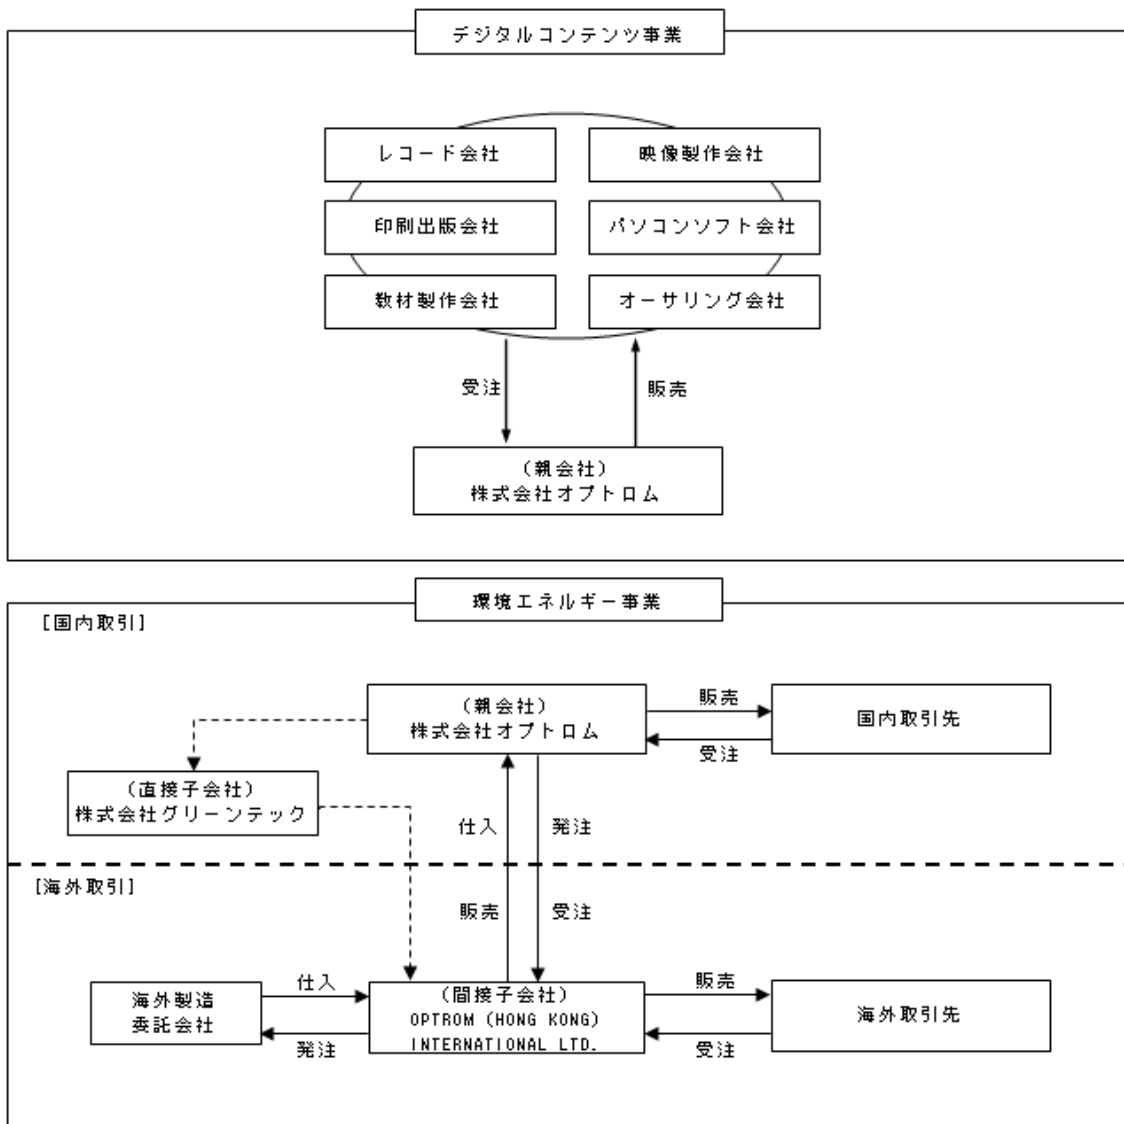 デジタルコンテンツ事業
レコード会社
映像製作会社
印刷出版会社
パソコンソフト会社
教材製作会社
オーサリング会社
受注
販売
(親会社)
株式会社オプトロム
環境エネルギー事業
[国内取引]
(親会社)
株式会社オプトロム
販売
受注
国内取引先
(直接子会社)
株式会社グリーンテック
仕入
発注
[海外取引]
販売
受注
海外製造
委託会社
仕入
発注
(間接子会社)
OPTROM (HONG KONG)
INTERNATIONAL LTD.
販売
受注
海外取引先